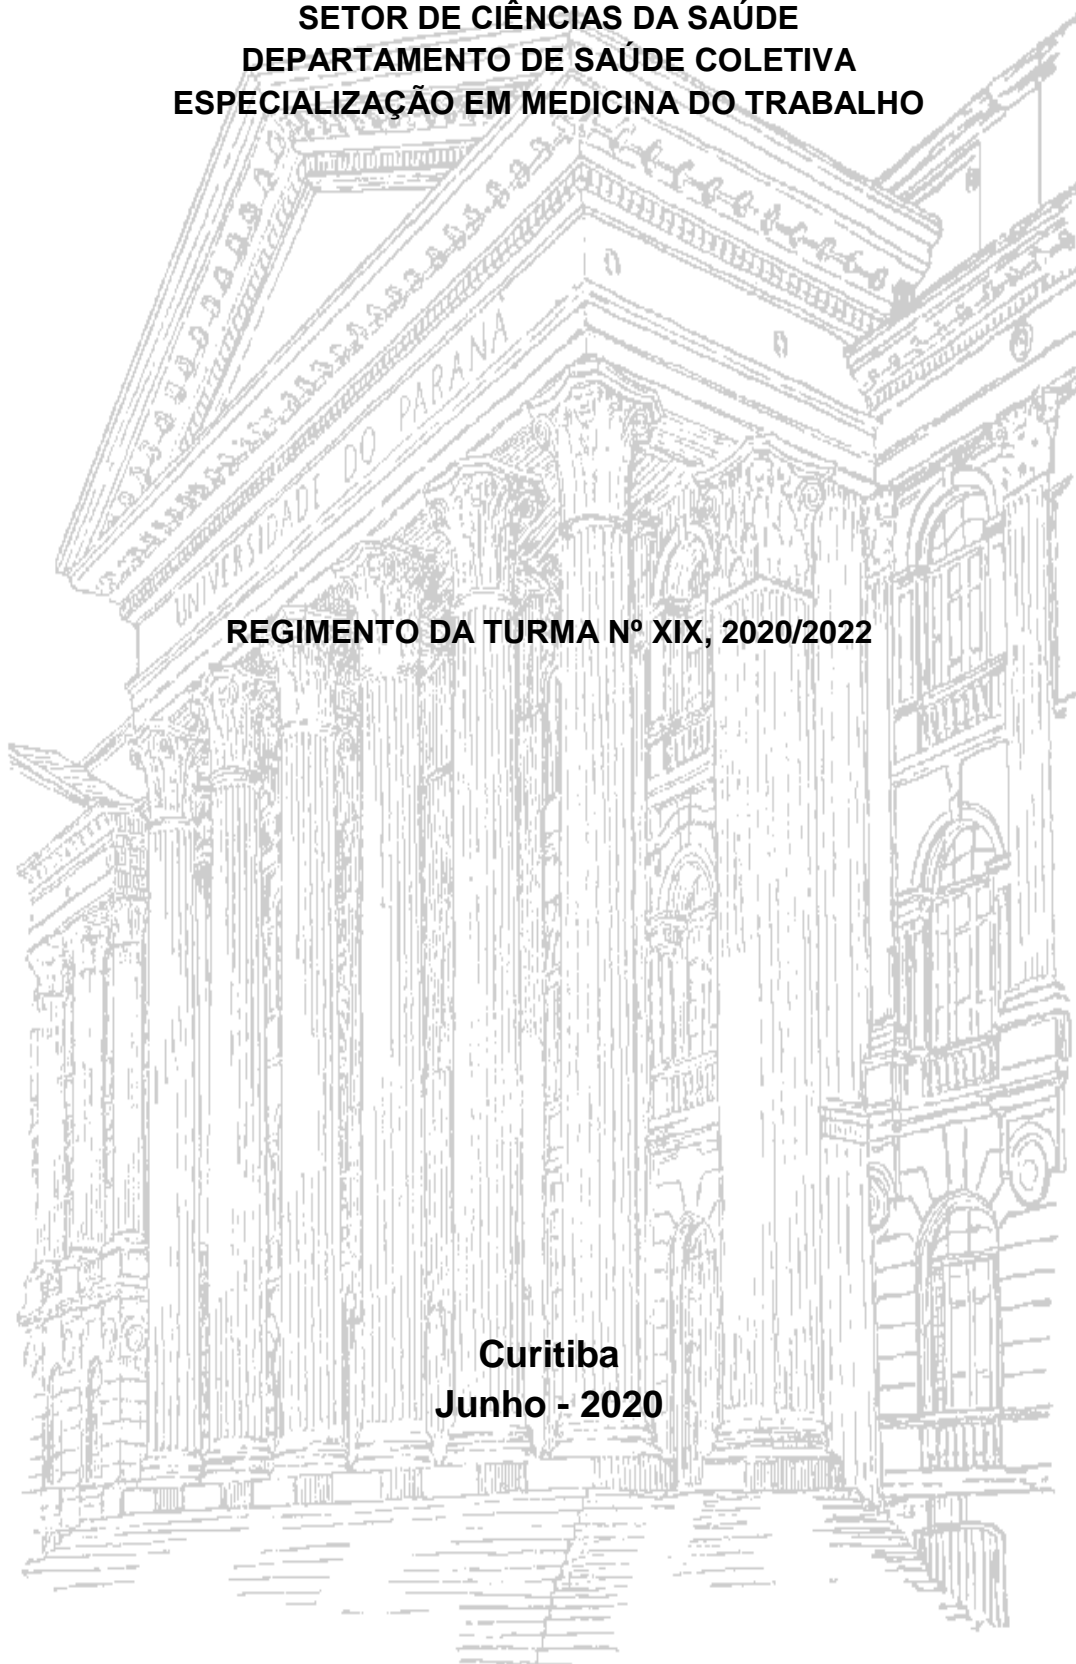 SETOR DE CIÊNCIAS DA SAÚDE
DEPARTAMENTO DE SAÚDE COLETIVA
ESPECIALIZAÇÃO EM MEDICINA DO TRABALHO
UNIVERSIDADE DO PARANÁ
REGIMENTO DA TURMA Nº XIX, 2020/2022
Curitiba
Junho - 2020